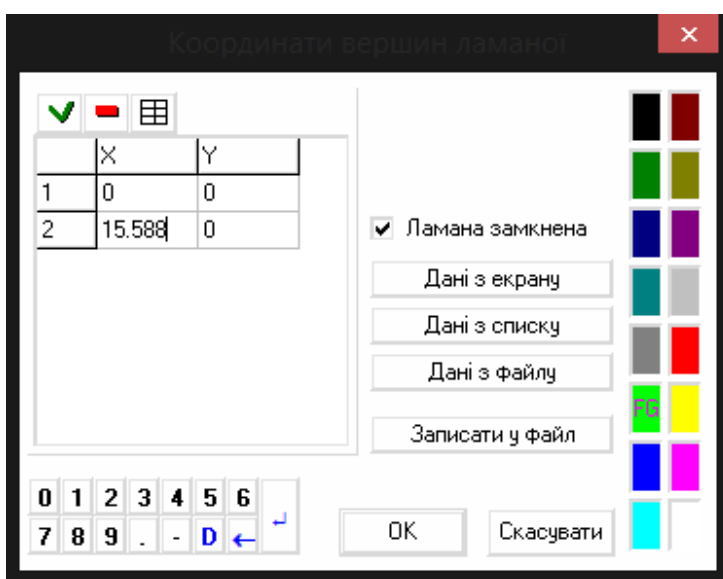 Координати вершин ламаної
X Y
1 0 0
2 15.588 0
Ламана замкнена
Дані з екрану
Дані з списку
Дані з файлу
FG
Записати у файл
0 1 2 3 4 5 6
7 8 9 . - D ←
OK Скасувати